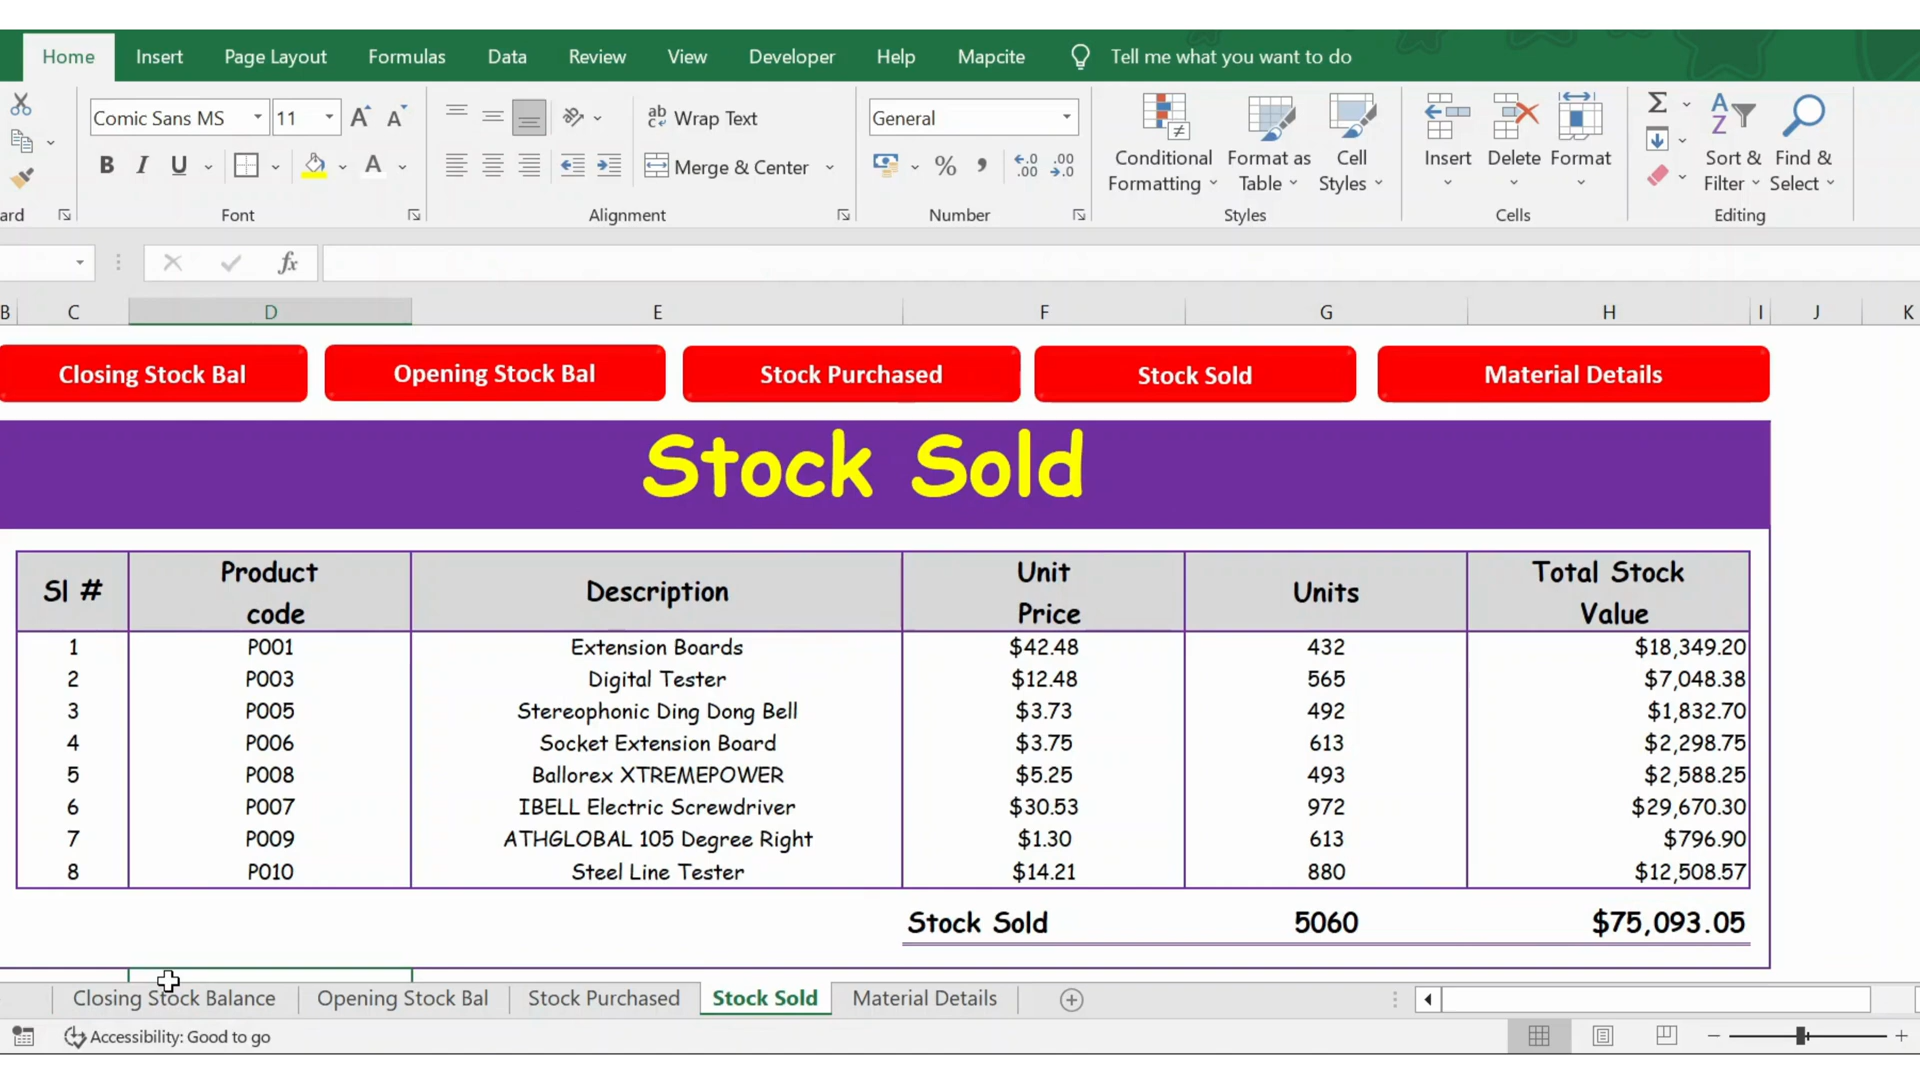 Home Insert Page Layout Formulas Data Review View Developer Help Mapcite Tell me what you want to do
Comic Sans MS 11 A A Wrap Text General
B I U A Merge & Center % , .00 .00
Conditional Formatting Format as Table Cell Styles Insert Delete Format Sort & Filter Find & Select
ard Font Alignment Number Styles Cells Editing
fx
B C D E F G H I J K
Closing Stock Bal Opening Stock Bal Stock Purchased Stock Sold Material Details
Stock Sold
Sl # Product code Description Unit Price Units Total Stock Value
1 P001 Extension Boards $42.48 432 $18,349.20
2 P003 Digital Tester $12.48 565 $7,048.38
3 P005 Stereophonic Ding Dong Bell $3.73 492 $1,832.70
4 P006 Socket Extension Board $3.75 613 $2,298.75
5 P008 Ballorex XTREMEPOWER $5.25 493 $2,588.25
6 P007 IBELL Electric Screwdriver $30.53 972 $29,670.30
7 P009 ATHGLOBAL 105 Degree Right $1.30 613 $796.90
8 P010 Steel Line Tester $14.21 880 $12,508.57
Stock Sold 5060 $75,093.05
Closing Stock Balance Opening Stock Bal Stock Purchased Stock Sold Material Details
Accessibility: Good to go